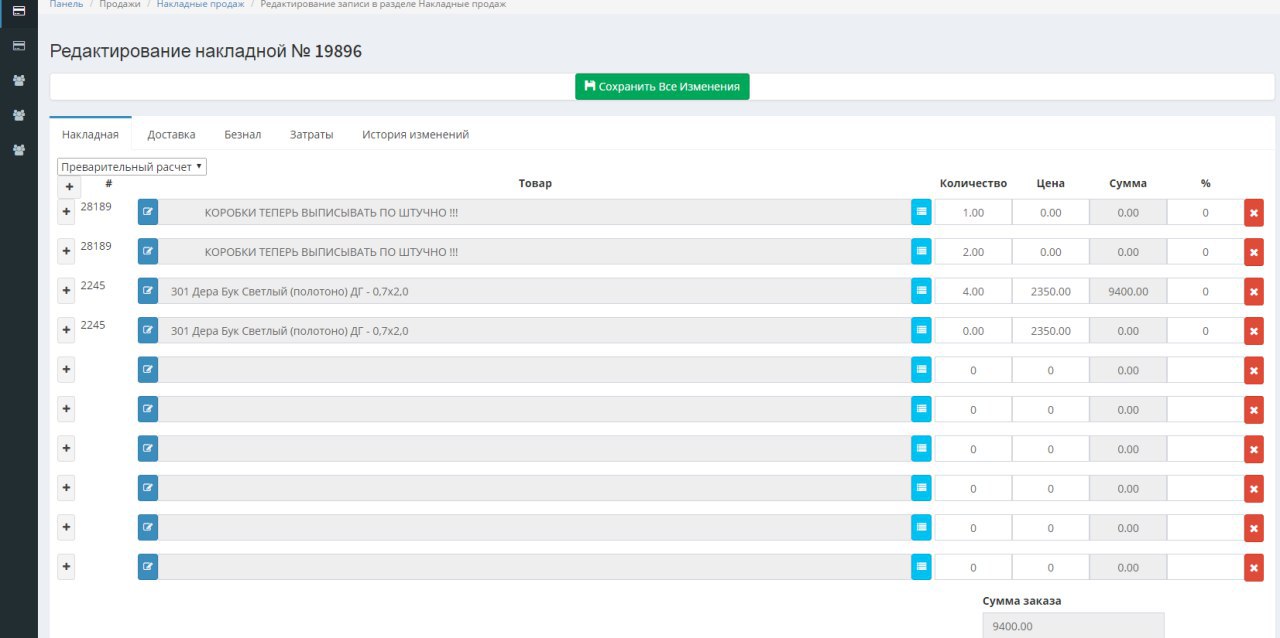 Панель / Продажи / Накладные продаж / Редактирование записи в разделе Накладные продаж
Редактирование накладной № 19896
Сохранить Все Изменения
Накладная Доставка Безнал Затраты История изменений
Преварительный расчет
+ # Товар Количество Цена Сумма %
+ 28189 КОРОБКИ ТЕПЕРЬ ВЫПИСЫВАТЬ ПО ШТУЧНО !!! 1.00 0.00 0.00 0
+ 28189 КОРОБКИ ТЕПЕРЬ ВЫПИСЫВАТЬ ПО ШТУЧНО !!! 2.00 0.00 0.00 0
+ 2245 301 Дера Бук Светлый (полотоно) ДГ - 0,7x2,0 4.00 2350.00 9400.00 0
+ 2245 301 Дера Бук Светлый (полотоно) ДГ - 0,7x2,0 0.00 2350.00 0.00 0
+ 0 0 0.00
+ 0 0 0.00
+ 0 0 0.00
+ 0 0 0.00
+ 0 0 0.00
+ 0 0 0.00
Сумма заказа
9400.00